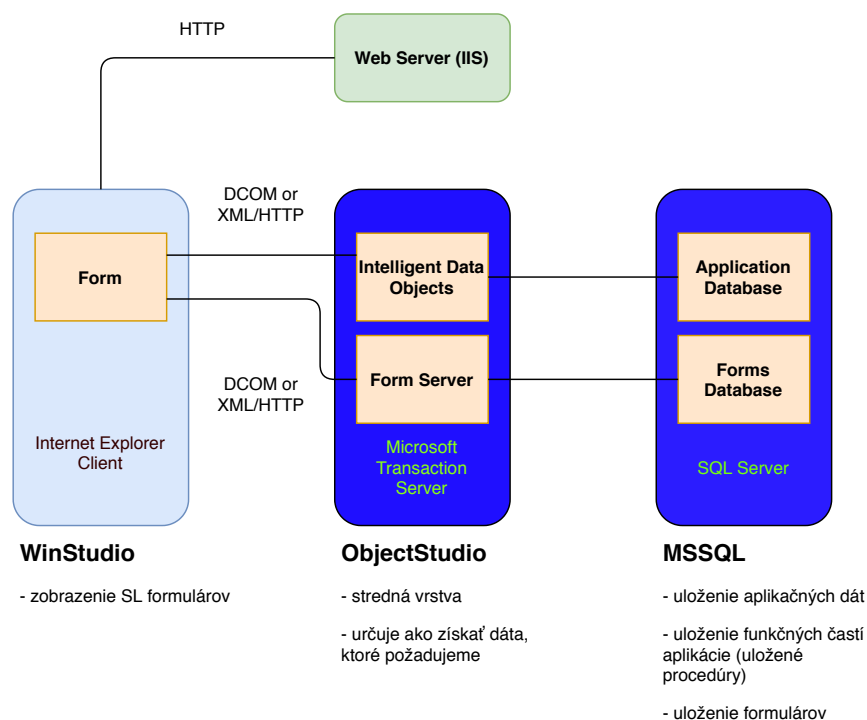 HTTP
Web Server (IIS)
DCOM or
XML/HTTP
Form
Intelligent Data
Objects
Application
Database
Form Server
Forms
Database
DCOM or
XML/HTTP
Internet Explorer
Client
Microsoft
Transaction
Server
SQL Server
WinStudio
- zobrazenie SL formulárov
ObjectStudio
- stredná vrstva
- určuje ako získať dáta,
ktoré požadujeme
MSSQL
- uloženie aplikačných dát
- uloženie funkčných častí
aplikácie (uložené
procedúry)
- uloženie formulárov